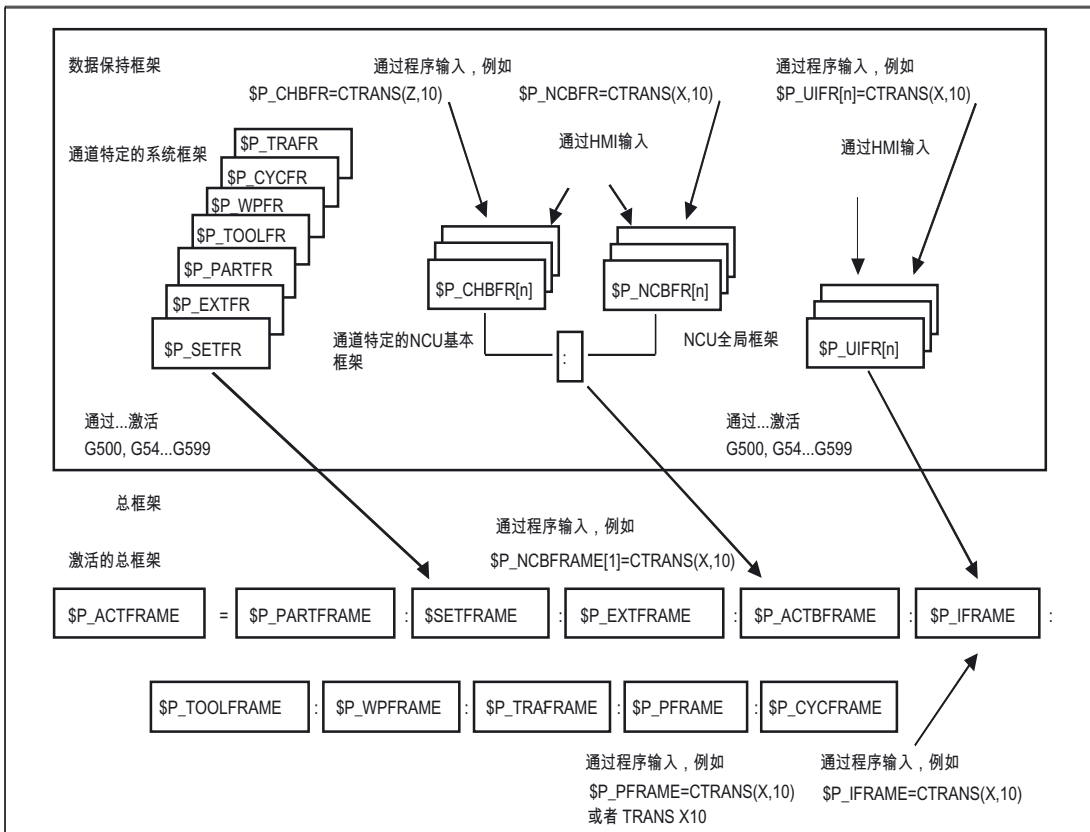 数据保持框架
通过程序输入，例如
$P_CHBFR=CTRANS(Z,10)
$P_NCBFR=CTRANS(X,10)
通过程序输入，例如
$P_UIFR[n]=CTRANS(X,10)
通道特定的系统框架
通过HMI输入
通过HMI输入
$P_TRAFR
$P_CYCFR
$P_WPFR
$P_TOOLFR
$P_PARTFR
$P_EXTFR
$P_SETFR
$P_CHBFR[n]
$P_NCBFR[n]
$P_UIFR[n]
通道特定的NCU基本
框架
:
NCU全局框架
通过...激活
G500, G54...G599
通过...激活
G500, G54...G599
总框架
通过程序输入，例如
$P_NCBFRAME[1]=CTRANS(X,10)
激活的总框架
$P_ACTFRAME = $P_PARTFRAME : $SETFRAME : $P_EXTFRAME : $P_ACTBFRAME : $P_IFRAME :
$P_TOOLFRAME : $P_WPFRAME : $P_TRAFRAME : $P_PFRAME : $P_CYCFRAME
通过程序输入，例如
$P_PFRAME=CTRANS(X,10)
或者 TRANS X10
通过程序输入，例如
$P_IFRAME=CTRANS(X,10)